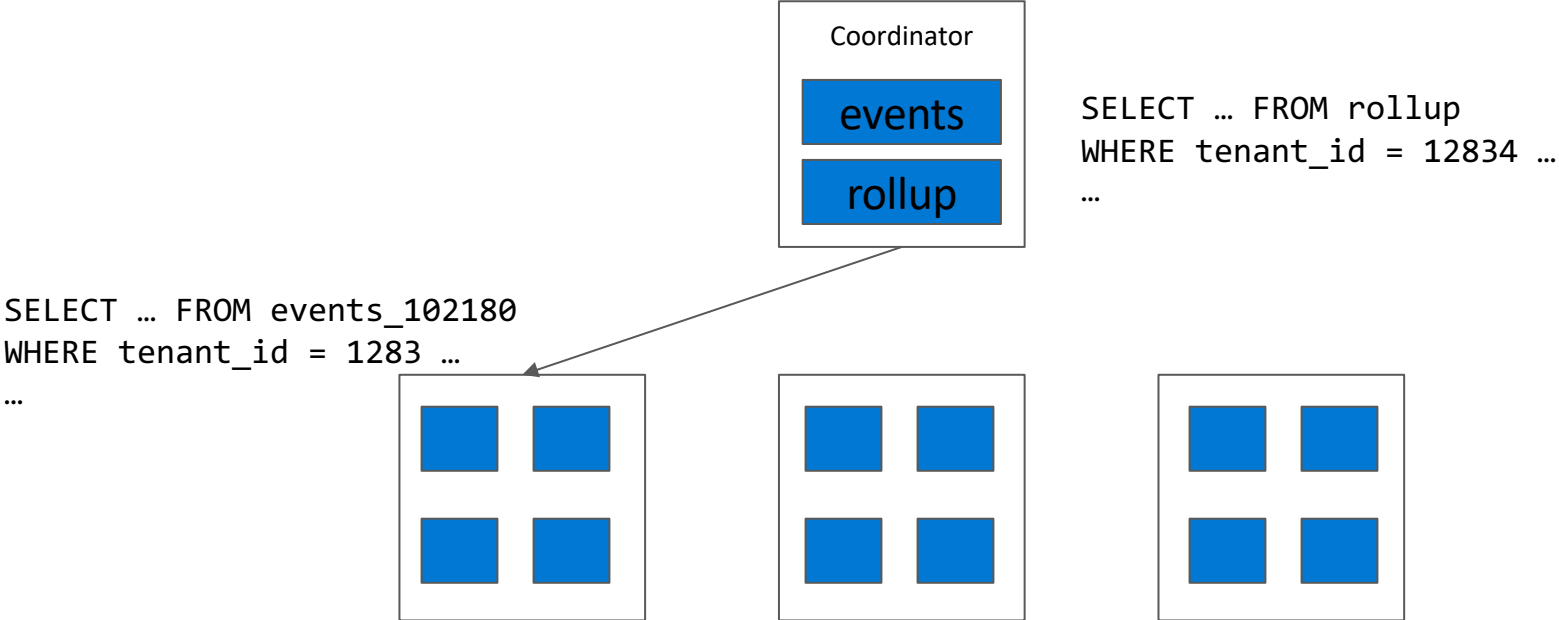 Coordinator
events
rollup
SELECT … FROM rollup
WHERE tenant_id = 12834 …
…
SELECT … FROM events_102180
WHERE tenant_id = 1283 …
…